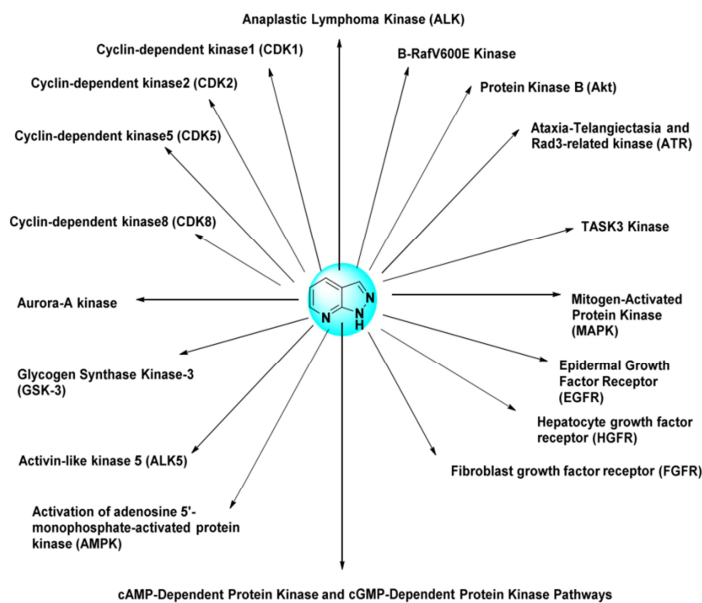 Anaplastic Lymphoma Kinase (ALK)
Cyclin-dependent kinase1 (CDK1)
B-RafV600E Kinase
Cyclin-dependent kinase2 (CDK2)
Protein Kinase B (Akt)
Cyclin-dependent kinase5 (CDK5)
Ataxia-Telangiectasia and
Rad3-related kinase (ATR)
Cyclin-dependent kinase8 (CDK8)
TASK3 Kinase
Aurora-A kinase
N
N
N
H
Mitogen-Activated
Protein Kinase
(MAPK)
Glycogen Synthase Kinase-3
(GSK-3)
Epidermal Growth
Factor Receptor
(EGFR)
Hepatocyte growth factor
receptor (HGFR)
Activin-like kinase 5 (ALK5)
Fibroblast growth factor receptor (FGFR)
Activation of adenosine 5'-
monophosphate-activated protein
kinase (AMPK)
cAMP-Dependent Protein Kinase and cGMP-Dependent Protein Kinase Pathways